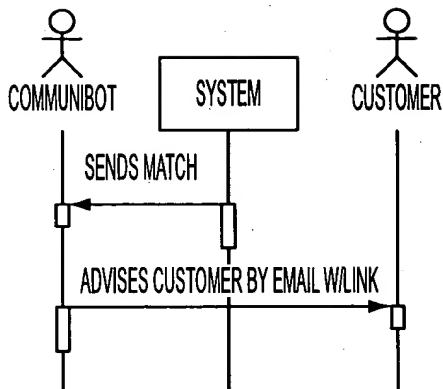 COMMUNIBOT
SYSTEM
CUSTOMER
SENDS MATCH
ADVISES CUSTOMER BY EMAIL W/LINK